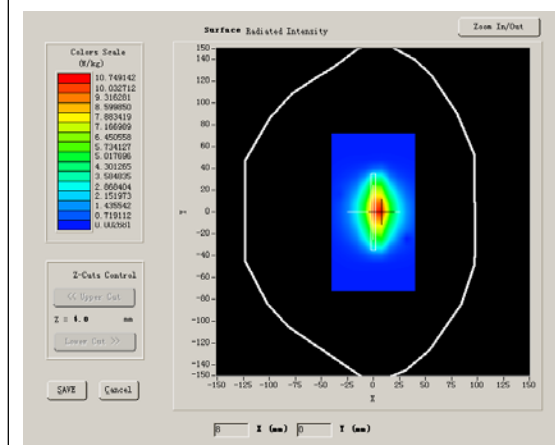 Surface Radiated Intensity
Zoom In/Out
Colors Scale
(W/kg)
10.749142
10.032712
9.316281
8.599850
7.883419
7.166989
6.450558
5.734127
5.017696
4.301265
3.584835
2.868404
2.151973
1.435542
0.719112
Z-Cuts Control
<< Upper Cut
Z = 4.0 mm
Lower Cut >>
SAVE
Cancel
150
140
120
100
80
60
40
20
0
-20
-40
-60
-80
-100
-120
-140
-150
Y
-150 -125 -100 -75 -50 -25 0 25 50 75 100 125 150
X
8 X (mm) 0 Y (mm)